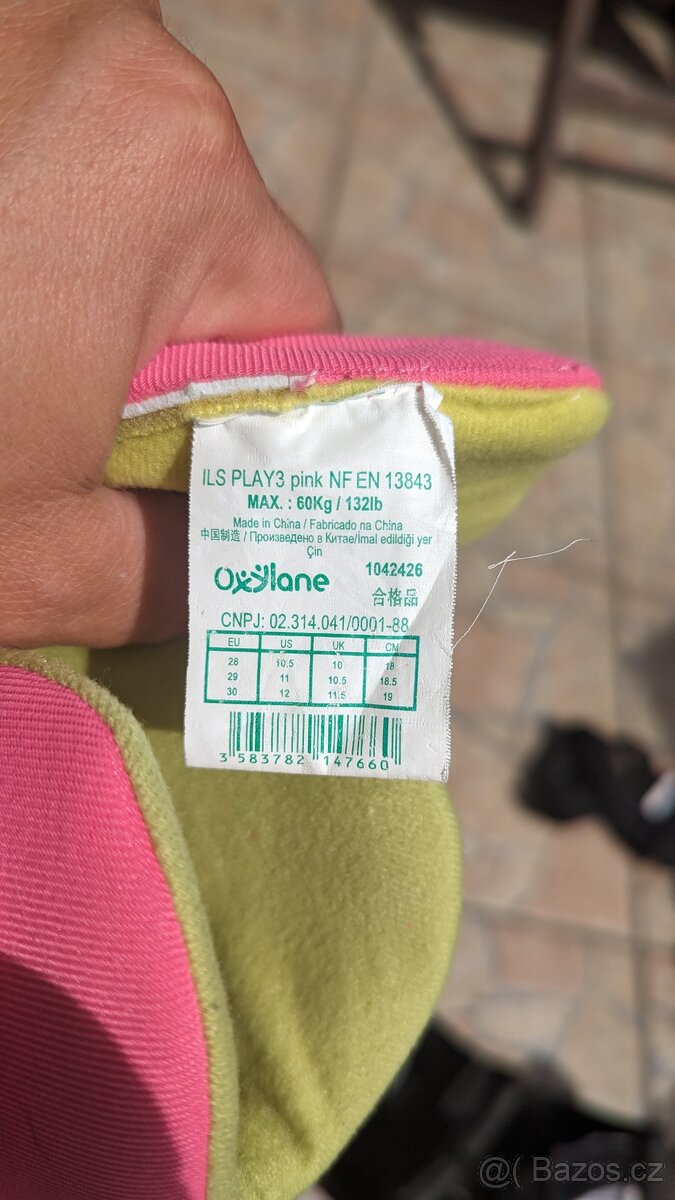 ILS PLAY3 pink NF EN 13843
MAX. : 60Kg / 132lb
Made in China / Fabricado na China
中国制造 / Произведено в Китае/İmal edildiği yer
Çin
Oxylane 1042426
合格品
CNPJ: 02.314.041/0001-88
EU US UK CM
28 10.5 10 18
29 11 10.5 18.5
30 12 11.5 19
3 583782 147660
@( Bazos.cz